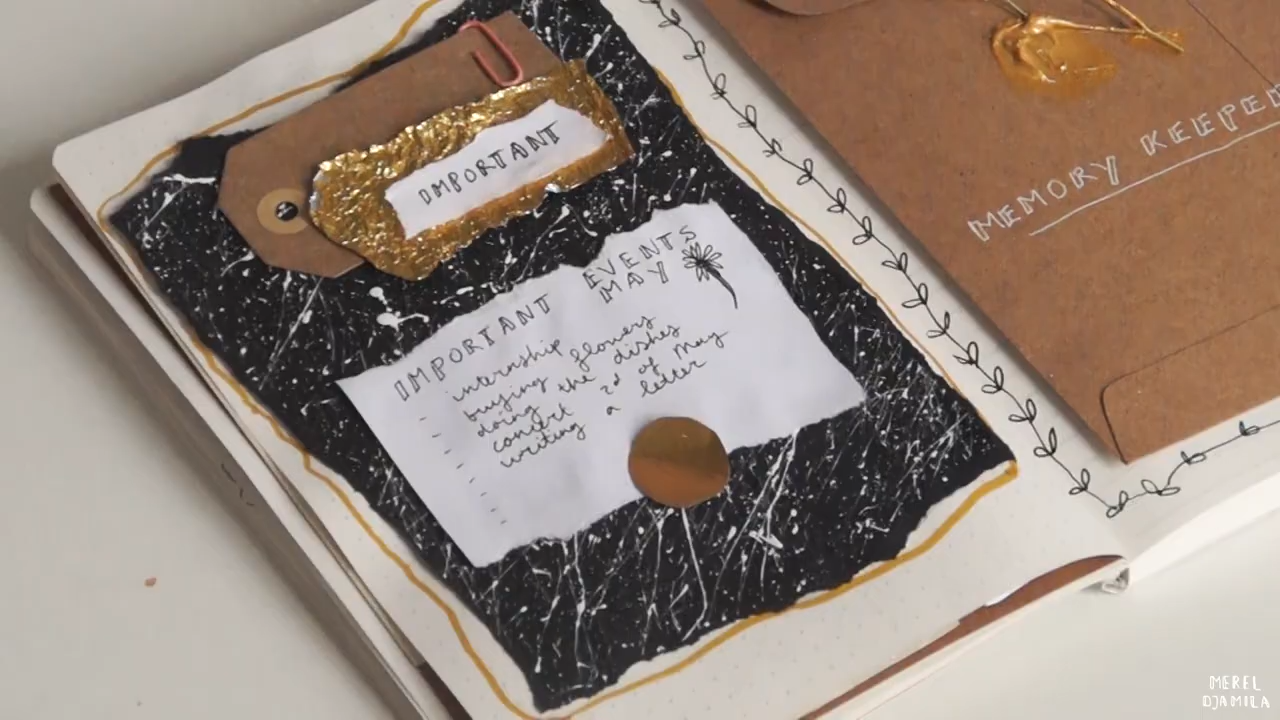 IMPORTANT
IMPORTANT EVENTS
MAY
- internship
- buying flowers
- doing the dishes
- concert 2d of May
- writing a letter
-
-
-
MEMORY KEEPER
MEREL
DJAMILA